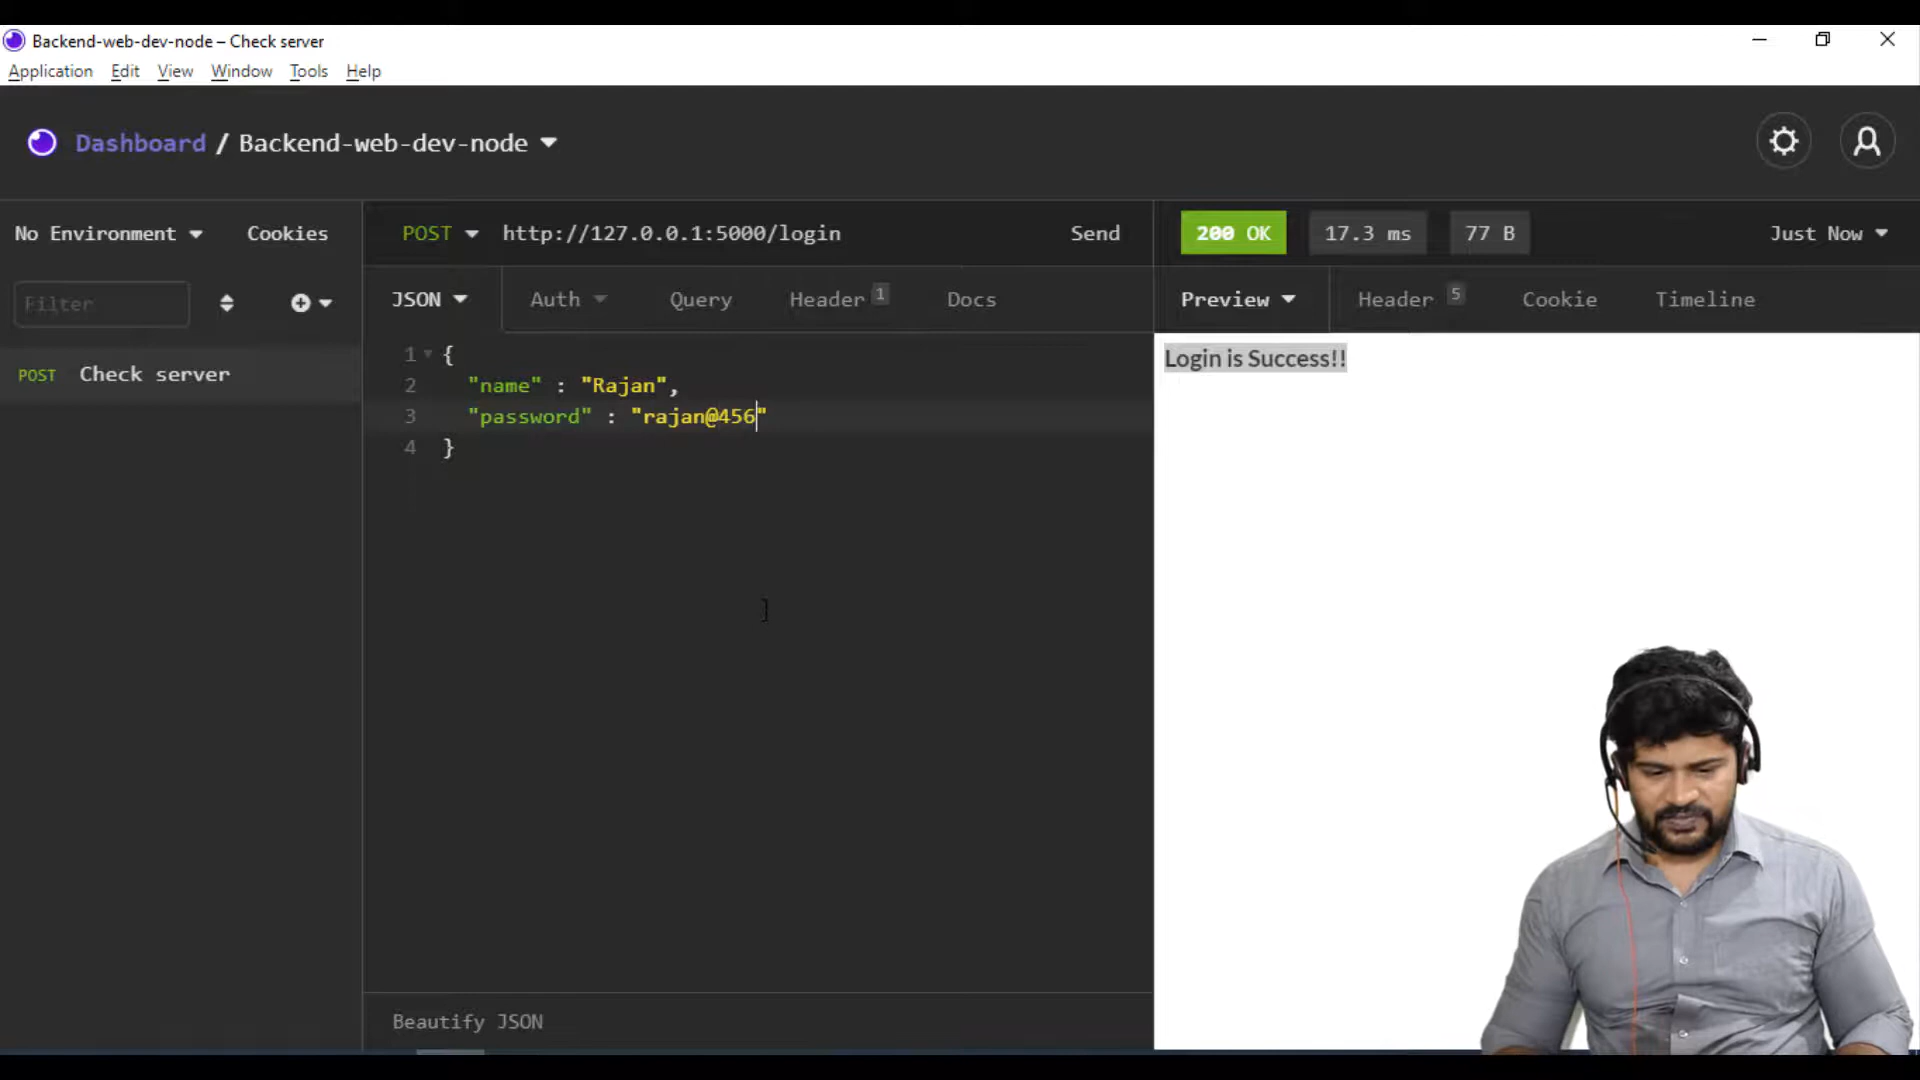 Backend-web-dev-node – Check server
Application Edit View Window Tools Help
Dashboard / Backend-web-dev-node
No Environment Cookies
POST http://127.0.0.1:5000/login Send
200 OK 17.3 ms 77 B Just Now
Filter
JSON Auth Query Header 1 Docs
Preview Header 5 Cookie Timeline
POST Check server
1 {
2 "name" : "Rajan",
3 "password" : "rajan@456"
4 }
Login is Success!!
Beautify JSON